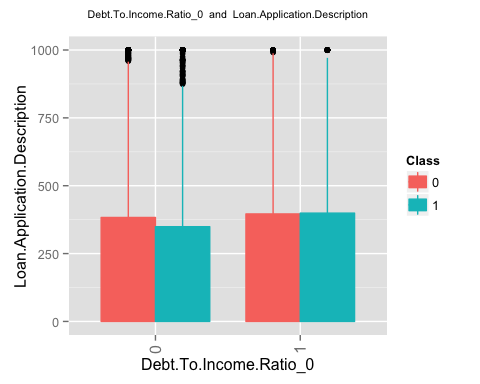 Debt.To.Income.Ratio_0 and Loan.Application.Description
1000
750
500
250
0
Loan.Application.Description
0
1
Debt.To.Income.Ratio_0
Class
0
1